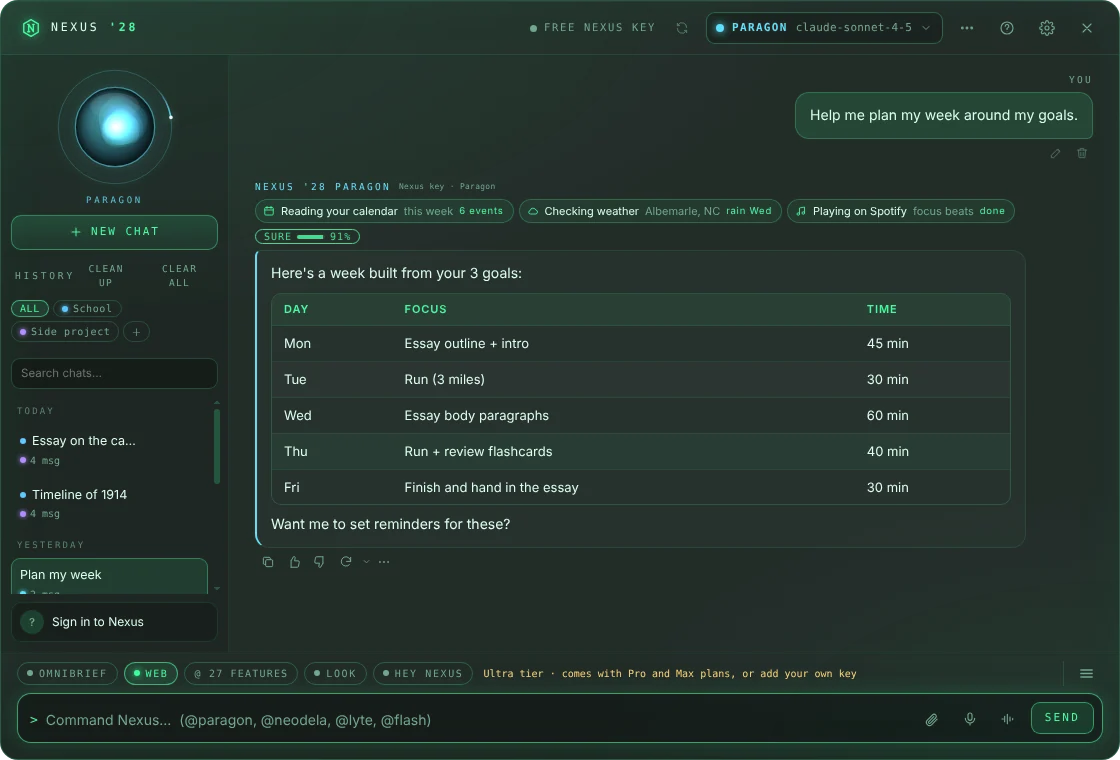 NEXUS '28
FREE NEXUS KEY
PARAGON claude-sonnet-4-5
PARAGON
+ NEW CHAT
HISTORY
CLEAN UP
CLEAR ALL
ALL
School
Side project
+
Search chats...
TODAY
Essay on the ca...
4 msg
Timeline of 1914
4 msg
YESTERDAY
Plan my week
? Sign in to Nexus
YOU
Help me plan my week around my goals.
NEXUS '28 PARAGON Nexus key · Paragon
Reading your calendar this week 6 events
Checking weather Albemarle, NC rain Wed
Playing on Spotify focus beats done
SURE 91%
Here's a week built from your 3 goals:
DAY FOCUS TIME
Mon Essay outline + intro 45 min
Tue Run (3 miles) 30 min
Wed Essay body paragraphs 60 min
Thu Run + review flashcards 40 min
Fri Finish and hand in the essay 30 min
Want me to set reminders for these?
OMNIBRIEF
WEB
@ 27 FEATURES
LOOK
HEY NEXUS
Ultra tier · comes with Pro and Max plans, or add your own key
> Command Nexus... (@paragon, @neodela, @lyte, @flash)
SEND